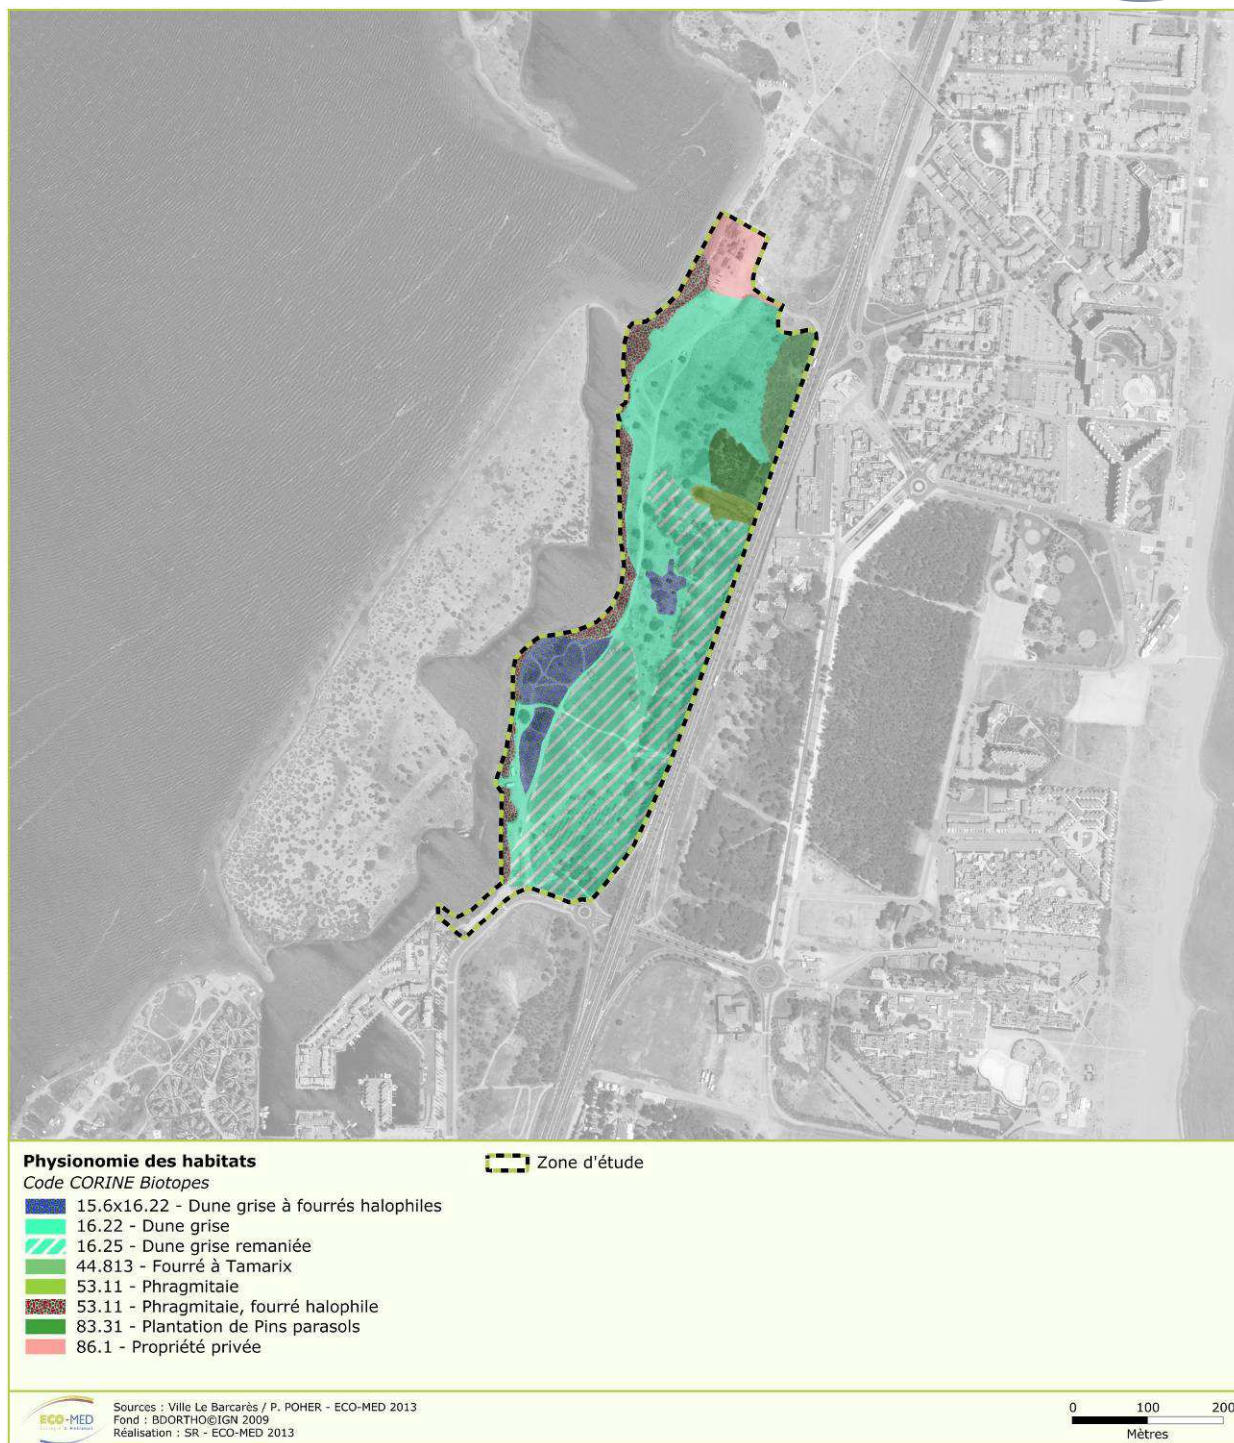 Physionomie des habitats
Code CORINE Biotopes
15.6x16.22 - Dune grise à fourrés halophiles
16.22 - Dune grise
16.25 - Dune grise remaniée
44.813 - Fourré à Tamarix
53.11 - Phragmitaie
53.11 - Phragmitaie, fourré halophile
83.31 - Plantation de Pins parasols
86.1 - Propriété privée
Zone d'étude
ECO-MED
Sources : Ville Le Barcarès / P. POHER - ECO-MED 2013
Fond : BDORTHO©IGN 2009
Réalisation : SR - ECO-MED 2013
0 100 200
Mètres